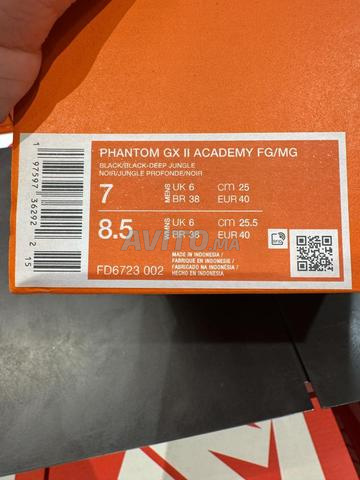 PHANTOM GX II ACADEMY FG/MG
BLACK/BLACK-DEEP JUNGLE
NOIR/JUNGLE PROFONDE/NOIR
7 MENS UK 6 CM 25
BR 38 EUR 40
8.5 WMNS UK 6 CM 25.5
BR 38 EUR 40
AVITO.ma
MADE IN INDONESIA /
FABRIQUE EN INDONESIE /
FABRICADO NA INDONÉSIA /
HECHO EN INDONESIA
FD6723 002
1 97597 36292 2 15